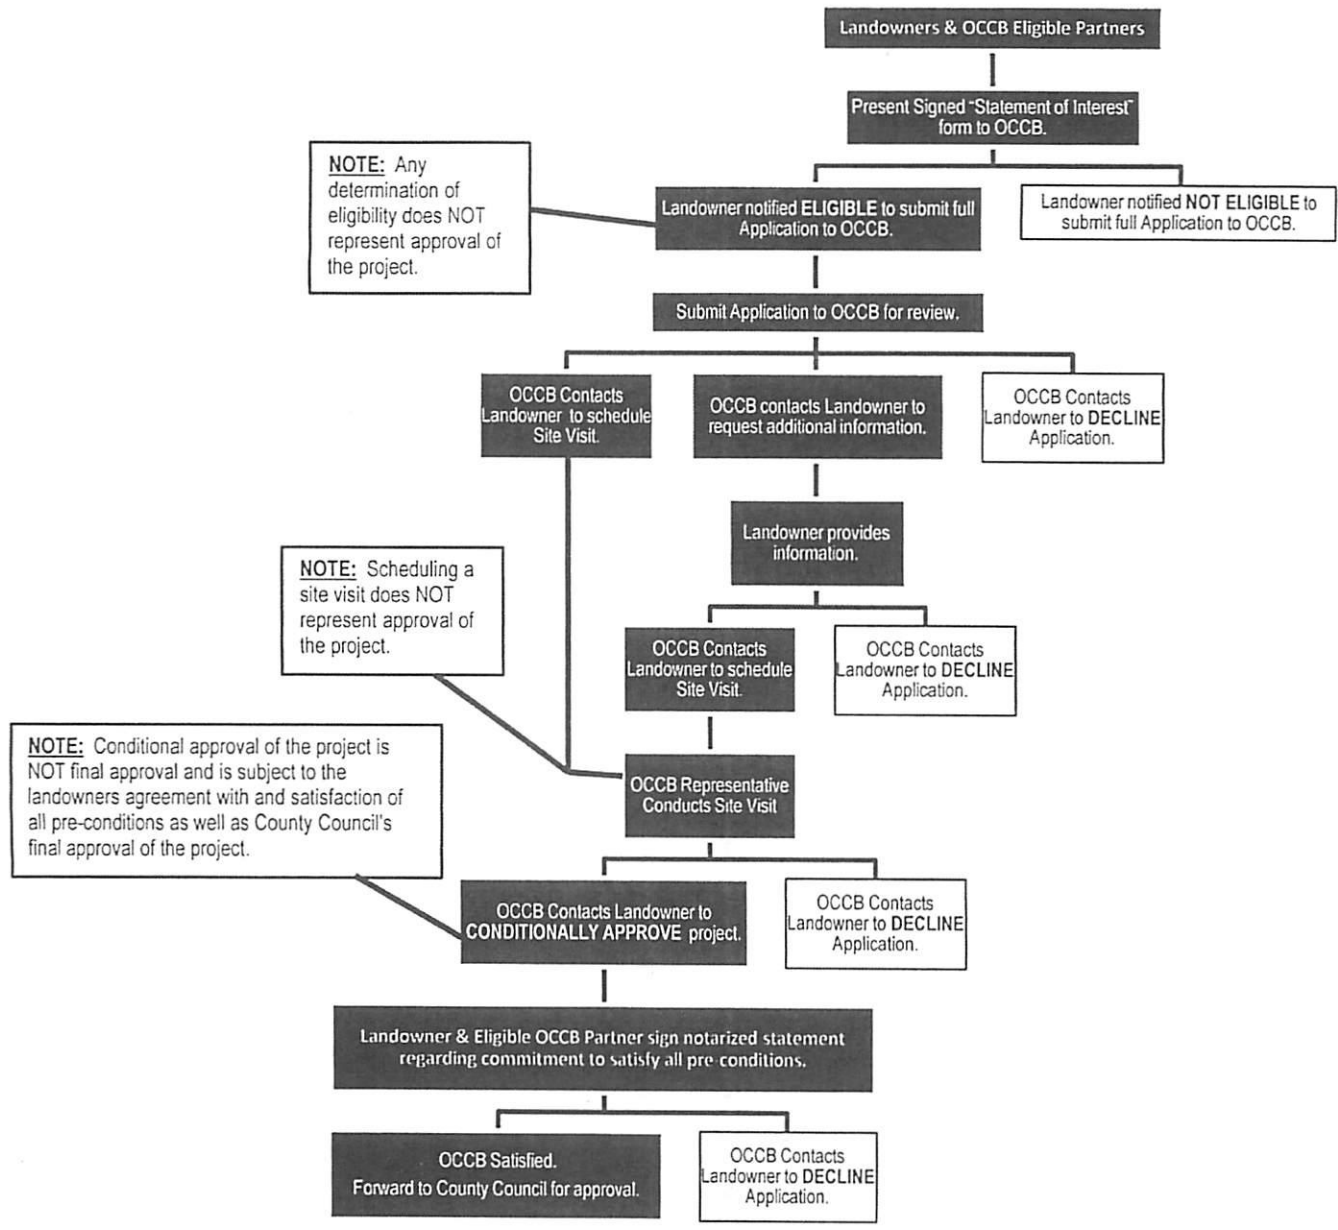 Landowners & OCCB Eligible Partners
Present Signed "Statement of Interest"
form to OCCB.
NOTE: Any
determination of
eligibility does NOT
represent approval of
the project.
Landowner notified ELIGIBLE to submit full
Application to OCCB.
Landowner notified NOT ELIGIBLE to
submit full Application to OCCB.
Submit Application to OCCB for review.
OCCB Contacts
Landowner to schedule
Site Visit.
OCCB contacts Landowner to
request additional information.
OCCB Contacts
Landowner to DECLINE
Application.
Landowner provides
information.
NOTE: Scheduling a
site visit does NOT
represent approval of
the project.
OCCB Contacts
Landowner to schedule
Site Visit.
OCCB Contacts
Landowner to DECLINE
Application.
NOTE: Conditional approval of the project is
NOT final approval and is subject to the
landowners agreement with and satisfaction of
all pre-conditions as well as County Council's
final approval of the project.
OCCB Representative
Conducts Site Visit
OCCB Contacts Landowner to
CONDITIONALLY APPROVE project.
OCCB Contacts
Landowner to DECLINE
Application.
Landowner & Eligible OCCB Partner sign notarized statement
regarding commitment to satisfy all pre-conditions.
OCCB Satisfied.
Forward to County Council for approval.
OCCB Contacts
Landowner to DECLINE
Application.